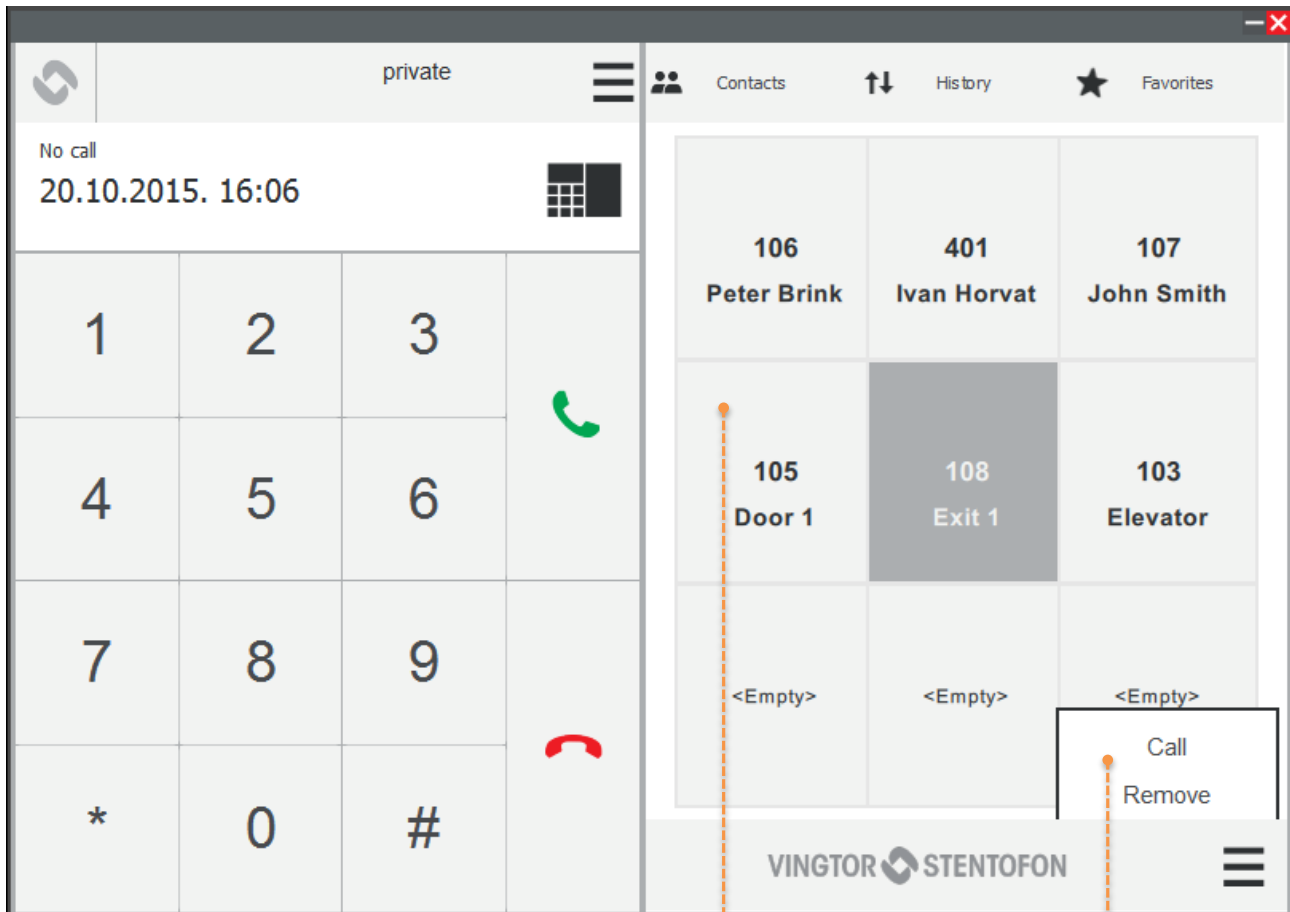 private
Contacts History Favorites
No call
20.10.2015. 16:06
106 401 107
Peter Brink Ivan Horvat John Smith
1 2 3
105 108 103
Door 1 Exit 1 Elevator
4 5 6
7 8 9
<Empty> <Empty> <Empty>
Call
Remove
* 0 #
VINGTOR STENTOFON